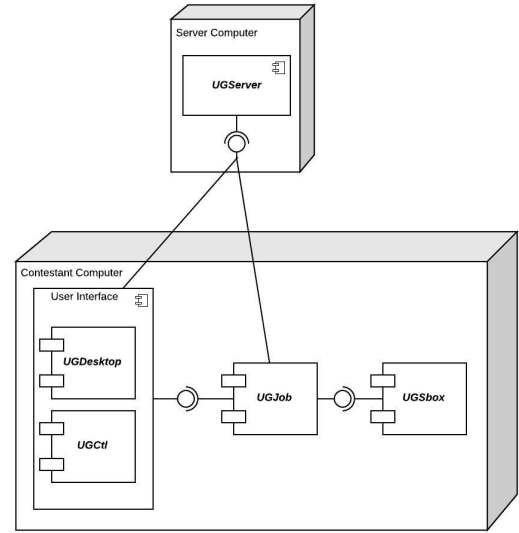 Server Computer
UGServer
Contestant Computer
User Interface
UGDesktop
UGJob
UGSbox
UGCtl